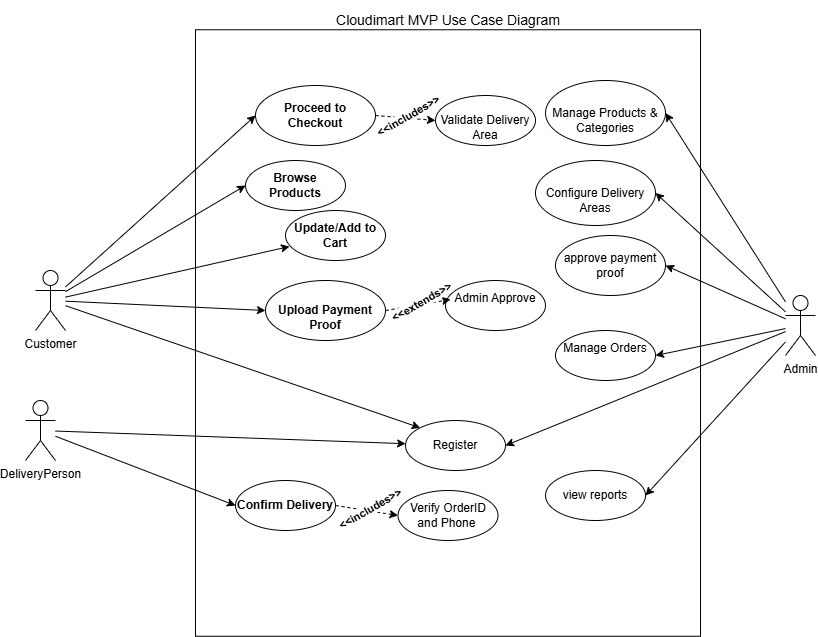 Cloudimart MVP Use Case Diagram
Proceed to
Checkout
<<includes>>
Validate Delivery
Area
Manage Products &
Categories
Browse
Products
Configure Delivery
Areas
Update/Add to
Cart
approve payment
proof
Upload Payment
Proof
<<extends>>
Admin Approve
Customer
Manage Orders
Admin
Register
DeliveryPerson
Confirm Delivery
<<includes>>
Verify OrderID
and Phone
view reports